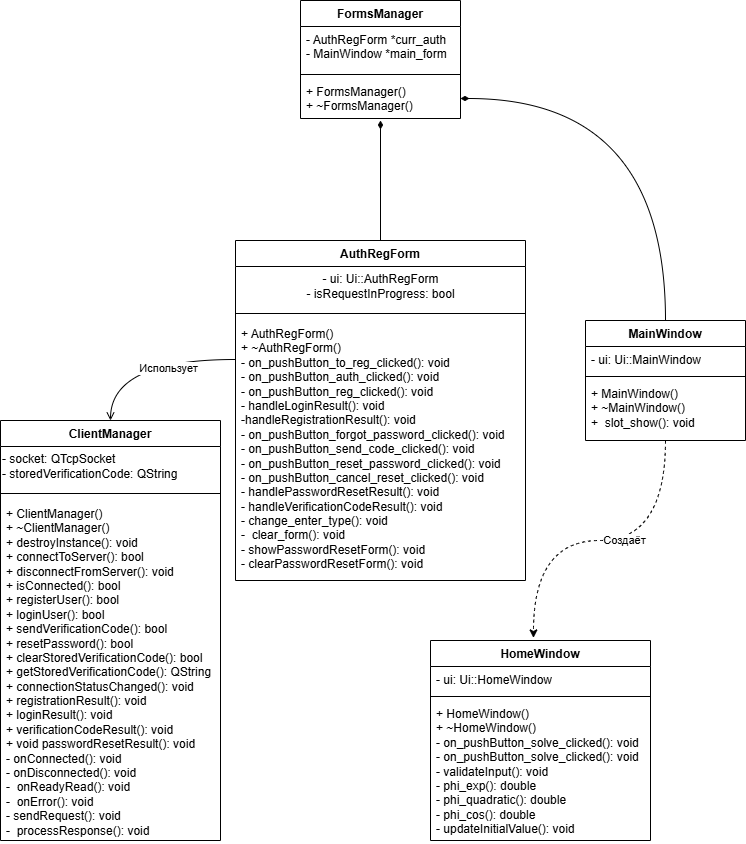 FormsManager
- AuthRegForm *curr_auth
- MainWindow *main_form
+ FormsManager()
+ ~FormsManager()
AuthRegForm
- ui: Ui::AuthRegForm
- isRequestInProgress: bool
+ AuthRegForm()
+ ~AuthRegForm()
- on_pushButton_to_reg_clicked(): void
- on_pushButton_auth_clicked(): void
- on_pushButton_reg_clicked(): void
- handleLoginResult(): void
-handleRegistrationResult(): void
- on_pushButton_forgot_password_clicked(): void
- on_pushButton_send_code_clicked(): void
- on_pushButton_reset_password_clicked(): void
- on_pushButton_cancel_reset_clicked(): void
- handlePasswordResetResult(): void
- handleVerificationCodeResult(): void
- change_enter_type(): void
-  clear_form(): void
- showPasswordResetForm(): void
- clearPasswordResetForm(): void
MainWindow
- ui: Ui::MainWindow
+ MainWindow()
+ ~MainWindow()
+  slot_show(): void
Использует
ClientManager
- socket: QTcpSocket
- storedVerificationCode: QString
+ ClientManager()
+ ~ClientManager()
+ destroyInstance(): void
+ connectToServer(): bool
+ disconnectFromServer(): void
+ isConnected(): bool
+ registerUser(): bool
+ loginUser(): bool
+ sendVerificationCode(): bool
+ resetPassword(): bool
+ clearStoredVerificationCode(): bool
+ getStoredVerificationCode(): QString
+ connectionStatusChanged(): void
+ registrationResult(): void
+ loginResult(): void
+ verificationCodeResult(): void
+ void passwordResetResult(): void
- onConnected(): void
- onDisconnected(): void
-  onReadyRead(): void
-  onError(): void
- sendRequest(): void
-  processResponse(): void
Создаёт
HomeWindow
- ui: Ui::HomeWindow
+ HomeWindow()
+ ~HomeWindow()
- on_pushButton_solve_clicked(): void
- on_pushButton_solve_clicked(): void
- validateInput(): void
- phi_exp(): double
- phi_quadratic(): double
- phi_cos(): double
- updateInitialValue(): void